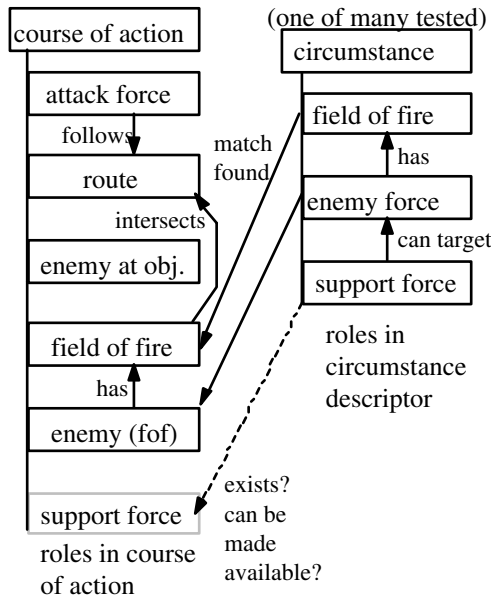 course of action
attack force
follows
route
intersects
enemy at obj.
field of fire
has
enemy (fof)
support force
roles in course
of action
match
found
(one of many tested)
circumstance
field of fire
has
enemy force
can target
support force
roles in
circumstance
descriptor
exists?
can be
made
available?